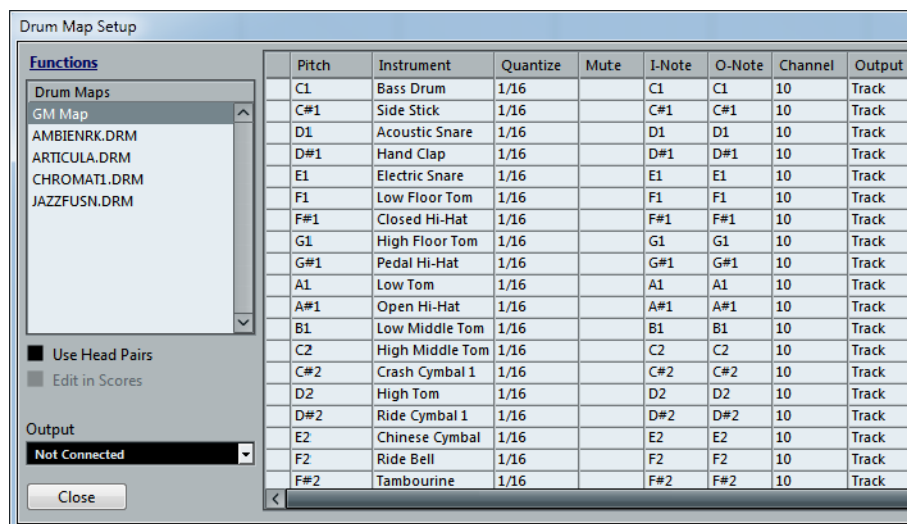 Drum Map Setup
Functions
Drum Maps
GM Map
AMBIENRK.DRM
ARTICULA.DRM
CHROMAT1.DRM
JAZZFUSN.DRM
Use Head Pairs
Edit in Scores
Output
Not Connected
Close
Pitch Instrument Quantize Mute I-Note O-Note Channel Output
C1 Bass Drum 1/16 C1 C1 10 Track
C#1 Side Stick 1/16 C#1 C#1 10 Track
D1 Acoustic Snare 1/16 D1 D1 10 Track
D#1 Hand Clap 1/16 D#1 D#1 10 Track
E1 Electric Snare 1/16 E1 E1 10 Track
F1 Low Floor Tom 1/16 F1 F1 10 Track
F#1 Closed Hi-Hat 1/16 F#1 F#1 10 Track
G1 High Floor Tom 1/16 G1 G1 10 Track
G#1 Pedal Hi-Hat 1/16 G#1 G#1 10 Track
A1 Low Tom 1/16 A1 A1 10 Track
A#1 Open Hi-Hat 1/16 A#1 A#1 10 Track
B1 Low Middle Tom 1/16 B1 B1 10 Track
C2 High Middle Tom 1/16 C2 C2 10 Track
C#2 Crash Cymbal 1 1/16 C#2 C#2 10 Track
D2 High Tom 1/16 D2 D2 10 Track
D#2 Ride Cymbal 1 1/16 D#2 D#2 10 Track
E2 Chinese Cymbal 1/16 E2 E2 10 Track
F2 Ride Bell 1/16 F2 F2 10 Track
F#2 Tambourine 1/16 F#2 F#2 10 Track